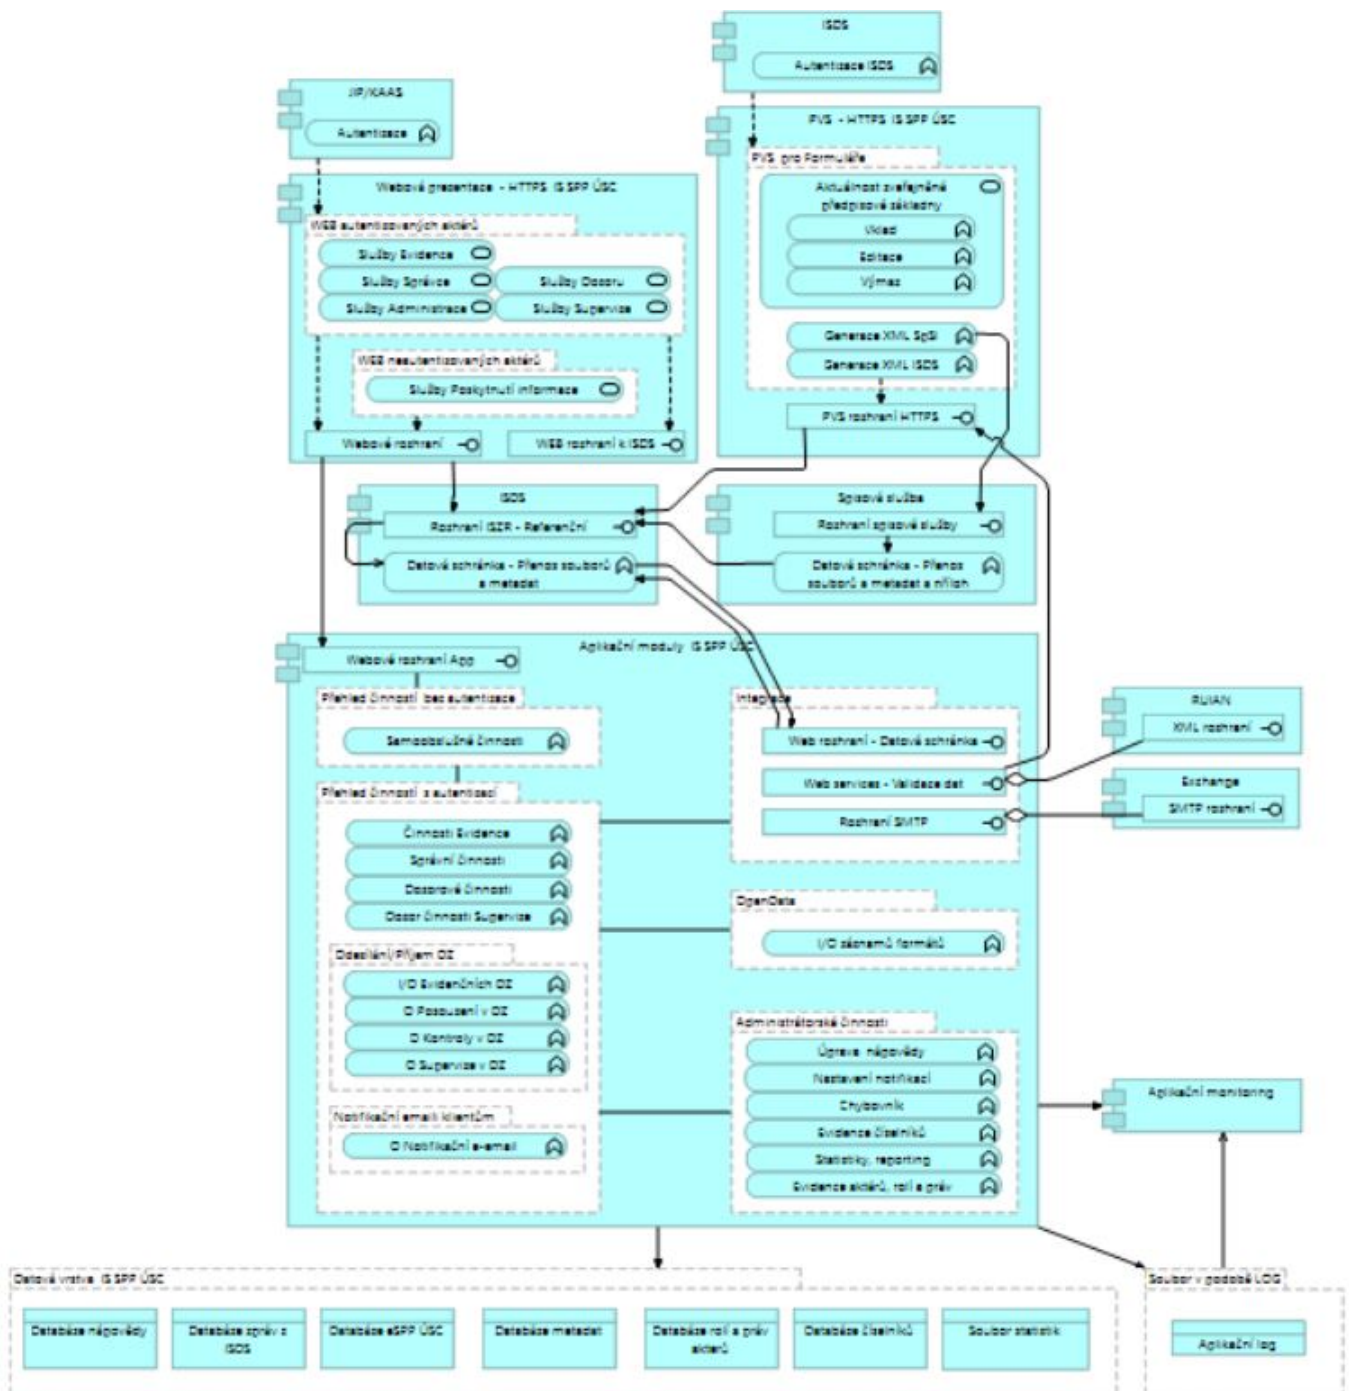 ISDS
Autentizace ISDS
JIP/KAAS
Autentizace
PVS - HTTPS IS SPP ÚSC
PVS pro Formuláře
Aktuálnost zveřejněné
předpisové základny
Vklad
Editace
Výmaz
Generace XML SpSl
Generace XML ISDS
PVS rozhraní HTTPS
Webová prezentace - HTTPS IS SPP ÚSC
WEB autentizovaných aktérů
Služby Evidence
Služby Správce
Služby Dozoru
Služby Administrace
Služby Supervize
WEB neautentizovaných aktérů
Služby Poskytnutí informace
Webové rozhraní
WEB rozhraní k ISDS
ISDS
Rozhraní ISZR - Referenční
Datová schránka - Přenos souborů
a metadat
Spisová služba
Rozhraní spisové služby
Datová schránka - Přenos
souborů a metadat a příloh
Aplikační moduly IS SPP ÚSC
Webové rozhraní App
Přehled činností bez autentizace
Samoobslužné činnosti
Přehled činností s autentizací
Činnosti Evidence
Správní činnosti
Dozorové činnosti
Dozor činnosti Supervize
Odesílání/Příjem DZ
I/O Evidenčních DZ
O Posouzení v DZ
O Kontroly v DZ
O Supervize v DZ
Notifikační email klientům
O Notifikační e-email
Integrace
Web rozhraní - Datová schránka
Web services - Validace dat
Rozhraní SMTP
OpenData
I/O záznamů formátů
Administrátorské činnosti
Úprava nápovědy
Nastavení notifikací
Chybovník
Evidence číselníků
Statistiky, reporting
Evidence aktérů, rolí a práv
RUIAN
XML rozhraní
Exchange
SMTP rozhraní
Aplikační monitoring
Datová vrstva IS SPP ÚSC
Databáze nápovědy
Databáze zpráv z
ISDS
Databáze eSPP ÚSC
Databáze metadat
Databáze rolí a práv
aktérů
Databáze číselníků
Soubor statistik
Soubor v podobě LOG
Aplikační log